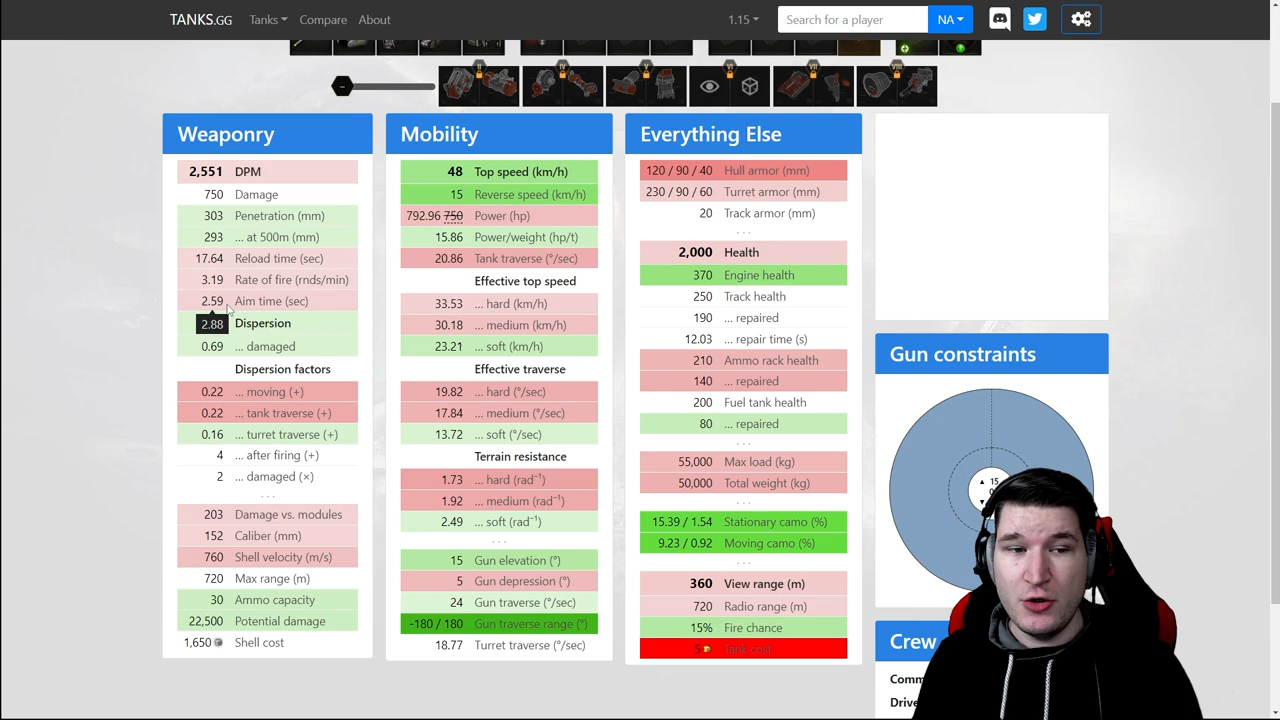 TANKS.GG Tanks Compare About 1.15 Search for a player NA
II IV V VI VII VIII
Weaponry
2,551 DPM
750 Damage
303 Penetration (mm)
293 ... at 500m (mm)
17.64 Reload time (sec)
3.19 Rate of fire (rnds/min)
2.59 Aim time (sec)
2.88 Dispersion
0.69 ... damaged
Dispersion factors
0.22 ... moving (+)
0.22 ... tank traverse (+)
0.16 ... turret traverse (+)
4 ... after firing (+)
2 ... damaged (×)
...
203 Damage vs. modules
152 Caliber (mm)
760 Shell velocity (m/s)
720 Max range (m)
30 Ammo capacity
22,500 Potential damage
1,650 Shell cost
Mobility
48 Top speed (km/h)
15 Reverse speed (km/h)
792.96 750 Power (hp)
15.86 Power/weight (hp/t)
20.86 Tank traverse (°/sec)
Effective top speed
33.53 ... hard (km/h)
30.18 ... medium (km/h)
23.21 ... soft (km/h)
Effective traverse
19.82 ... hard (°/sec)
17.84 ... medium (°/sec)
13.72 ... soft (°/sec)
Terrain resistance
1.73 ... hard (rad⁻¹)
1.92 ... medium (rad⁻¹)
2.49 ... soft (rad⁻¹)
...
15 Gun elevation (°)
5 Gun depression (°)
24 Gun traverse (°/sec)
-180 / 180 Gun traverse range (°)
18.77 Turret traverse (°/sec)
Everything Else
120 / 90 / 40 Hull armor (mm)
230 / 90 / 60 Turret armor (mm)
20 Track armor (mm)
...
2,000 Health
370 Engine health
250 Track health
190 ... repaired
12.03 ... repair time (s)
210 Ammo rack health
140 ... repaired
200 Fuel tank health
80 ... repaired
...
55,000 Max load (kg)
50,000 Total weight (kg)
...
15.39 / 1.54 Stationary camo (%)
9.23 / 0.92 Moving camo (%)
...
360 View range (m)
720 Radio range (m)
15% Fire chance
5 Tank cost
Gun constraints
▲ 15
Crew